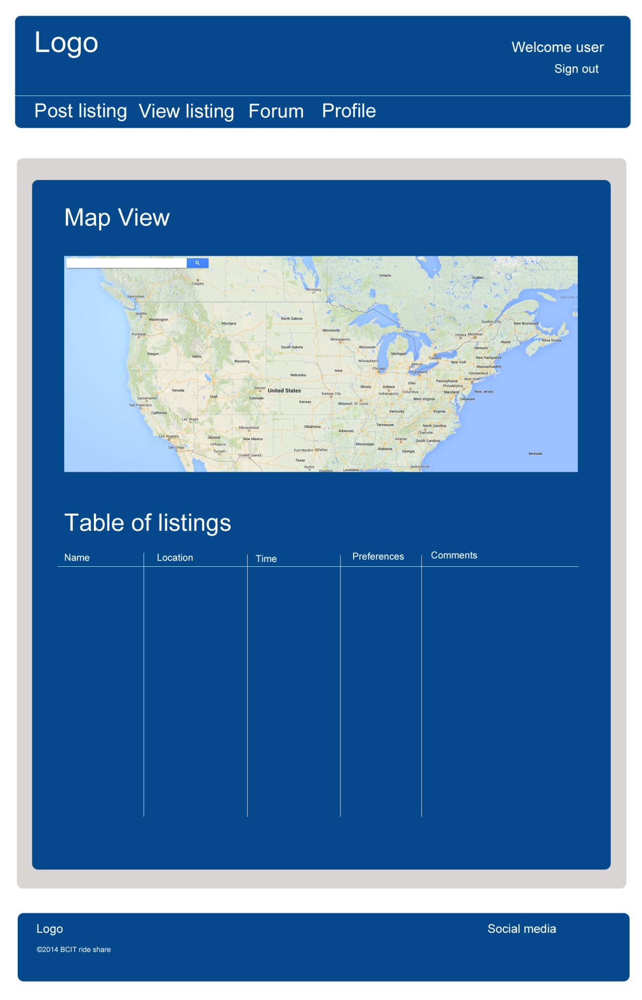 Logo
Welcome user
Sign out
Post listing View listing Forum Profile
Map View
Ontario
Quebec
Calgary
Winnipeg
Vancouver
Gulf of St
Seattle
Washington
North Dakota
Montana
Quebec City
New Brunswick
Minnesota
Portland
Ottawa Montreal
Minneapolis
Maine
Nova Scotia
South Dakota
Wisconsin
Vermont
Oregon
Idaho
Michigan
Toronto
New Hampshire
Wyoming
Milwaukee
Detroit
New York
Massachusetts
Chicago
Iowa
Cleveland
Connecticut
Nebraska
New York
Ohio
Pennsylvania
Illinois
Indiana
Philadelphia
Nevada
Denver
United States
Indianapolis
Columbus
Maryland
New Jersey
Kansas City
Utah
Colorado
Sacramento
West Virginia
Delaware
San Francisco
Kansas
Missouri St. Louis
California
Kentucky
Virginia
Las Vegas
Albuquerque
Oklahoma
Arkansas
Tennessee
North Carolina
Charlotte
Los Angeles
Arizona
New Mexico
Atlanta
South Carolina
Phoenix
Mississippi
San Diego
Tucson
Fort Worth Dallas
Alabama
Georgia
Ciudad Juarez
Bermuda
Texas
Austin
Houston
Louisiana
Jacksonville
Table of listings
Name Location Time Preferences Comments
Logo
Social media
©2014 BCIT ride share